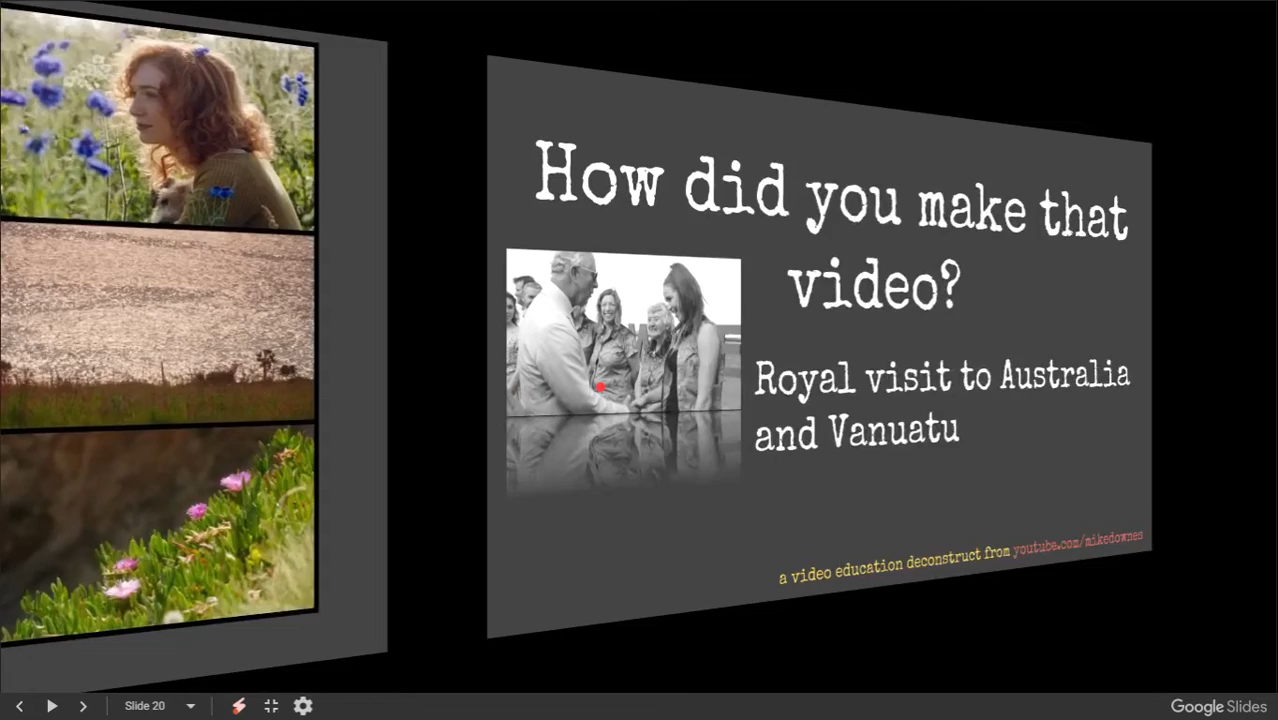 How did you make that
video?
Royal visit to Australia
and Vanuatu
a video education deconstruct from youtube.com/mikedownes
Slide 20
Google Slides